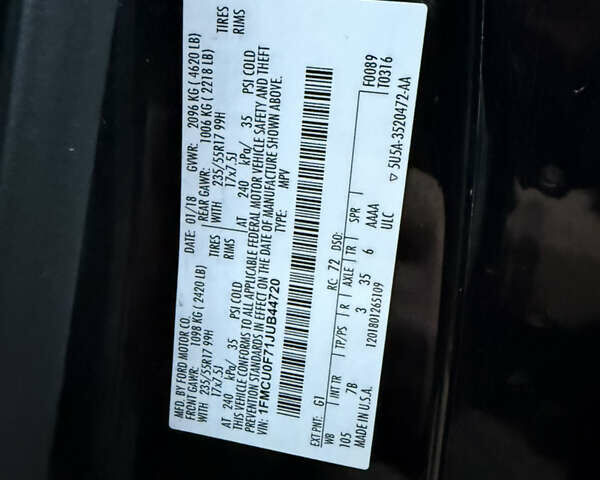 MFD. BY FORD MOTOR CO.
DATE: 01/18 GVWR: 2096 KG (4620 LB)
FRONT GAWR: 1098 KG (2420 LB) REAR GAWR: 1006 KG (2218 LB)
WITH 235/55R17 99H TIRES WITH 235/55R17 99H TIRES
17x7.5J RIMS 17x7.5J RIMS
AT 240 kPa/ 35 PSI COLD AT 240 kPa/ 35 PSI COLD
THIS VEHICLE CONFORMS TO ALL APPLICABLE FEDERAL MOTOR VEHICLE SAFETY AND THEFT
PREVENTION STANDARDS IN EFFECT ON THE DATE OF MANUFACTURE SHOWN ABOVE.
VIN: 1FMCU0F71JUB44720 TYPE: MPV
F0089
T0316
EXT PNT: G1 RC: 72 DSO:
WB INT TR TP/PS R AXLE TR SPR
105 7B 3 35 6 AAAA
ULC
MADE IN U.S.A. 1201801265109
5U5A-3520472-AA